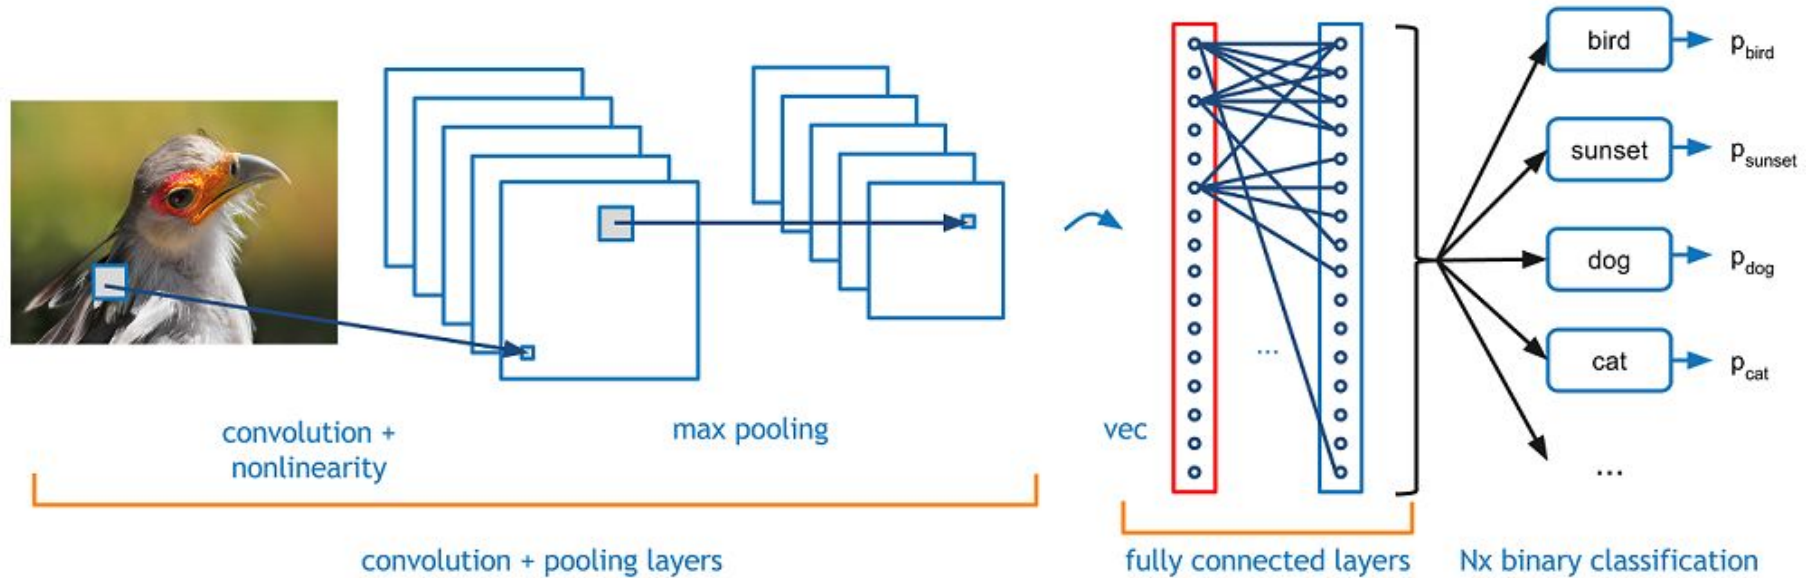 bird
p_bird
sunset
p_sunset
dog
p_dog
cat
p_cat
...
...
convolution +
nonlinearity
max pooling
vec
convolution + pooling layers
fully connected layers
Nx binary classification